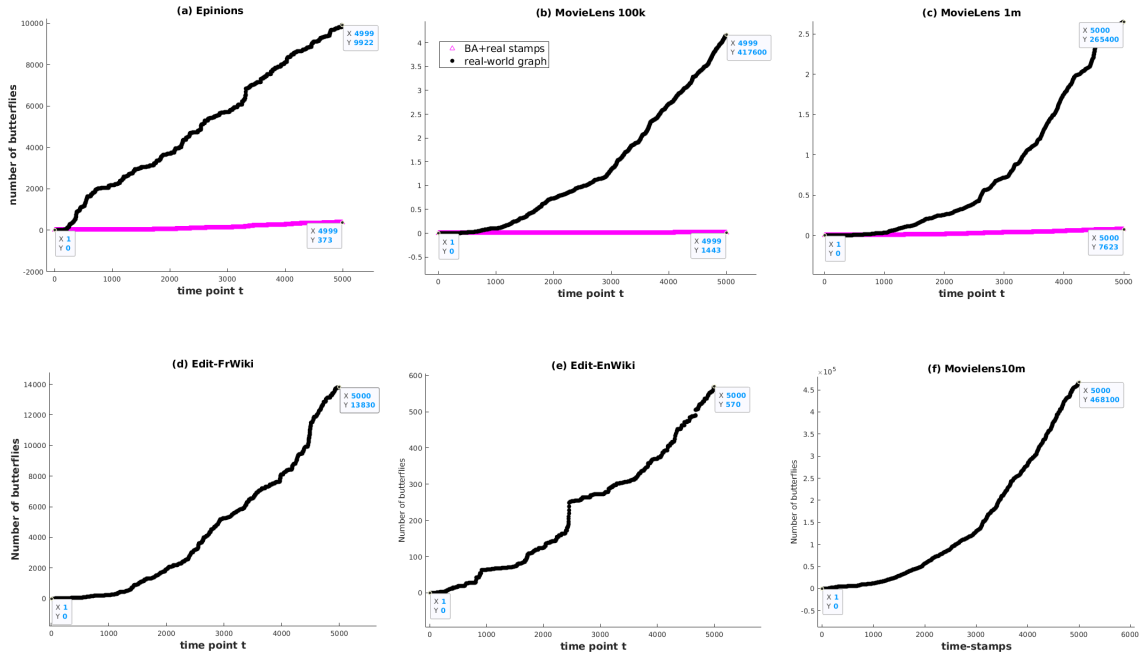 (a) Epinions
10000
8000
6000
4000
2000
0
-2000
number of butterflies
0 1000 2000 3000 4000 5000
time point t
X 4999
Y 9922
X 4999
Y 373
X 1
Y 0
(b) MovieLens 100k
4
3.5
3
2.5
2
1.5
1
0.5
0
-0.5
BA+real stamps
real-world graph
0 1000 2000 3000 4000 5000
time point t
X 4999
Y 417600
X 4999
Y 1443
X 1
Y 0
(c) MovieLens 1m
2.5
2
1.5
1
0.5
0
0 1000 2000 3000 4000 5000
time point t
X 5000
Y 265400
X 5000
Y 7623
X 1
Y 0
(d) Edit-FrWiki
14000
12000
10000
8000
6000
4000
2000
0
Number of butterflies
0 1000 2000 3000 4000 5000
time point t
X 5000
Y 13830
X 1
Y 0
(e) Edit-EnWiki
600
500
400
300
200
100
0
Number of butterflies
0 1000 2000 3000 4000 5000
time point t
X 5000
Y 570
X 1
Y 0
(f) Movielens10m
×10^5
4.5
4
3.5
3
2.5
2
1.5
1
0.5
0
-0.5
Number of butterflies
0 1000 2000 3000 4000 5000 6000
time-stamps
X 5000
Y 468100
X 1
Y 0